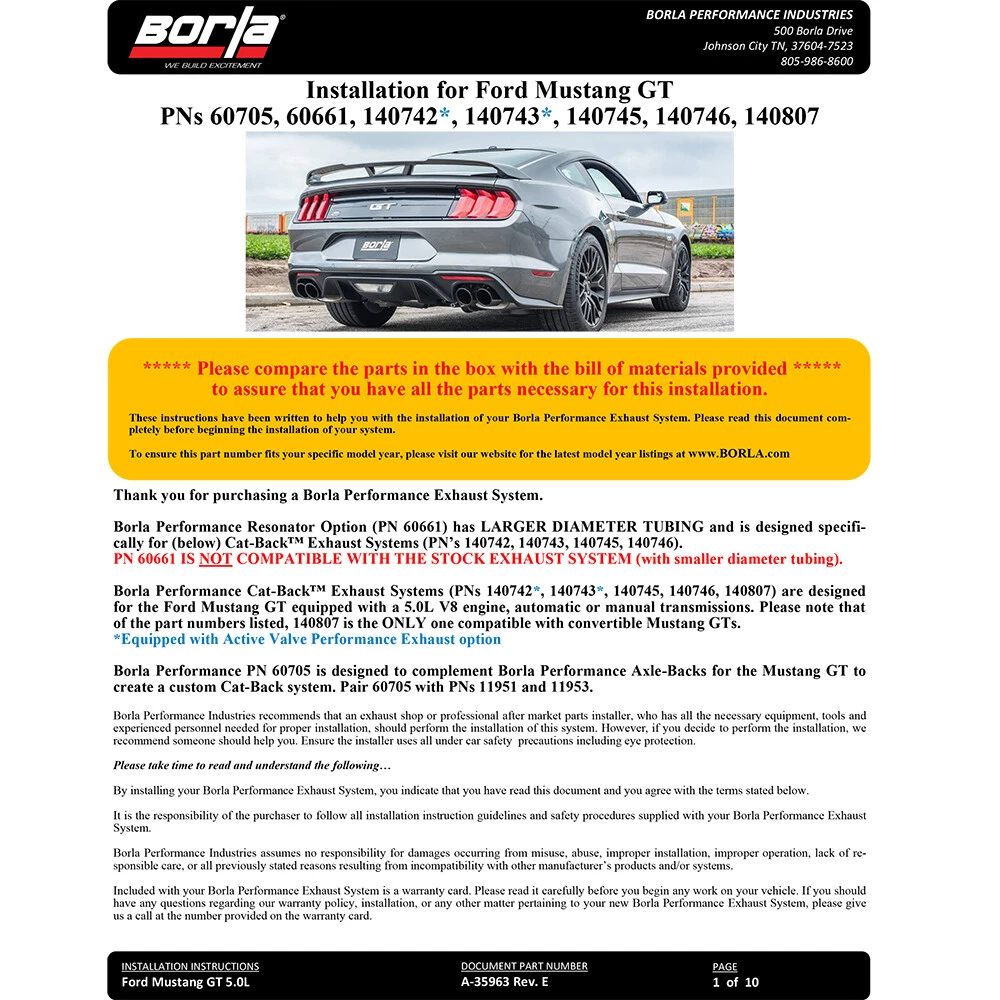 BORLA®
WE BUILD EXCITEMENT
BORLA PERFORMANCE INDUSTRIES
500 Borla Drive
Johnson City TN, 37604-7523
805-986-8600
Installation for Ford Mustang GT
PNs 60705, 60661, 140742*, 140743*, 140745, 140746, 140807
GT
BORLA
***** Please compare the parts in the box with the bill of materials provided *****
to assure that you have all the parts necessary for this installation.
These instructions have been written to help you with the installation of your Borla Performance Exhaust System. Please read this document com-
pletely before beginning the installation of your system.
To ensure this part number fits your specific model year, please visit our website for the latest model year listings at www.BORLA.com
Thank you for purchasing a Borla Performance Exhaust System.
Borla Performance Resonator Option (PN 60661) has LARGER DIAMETER TUBING and is designed specifi-
cally for (below) Cat-Back™ Exhaust Systems (PN’s 140742, 140743, 140745, 140746).
PN 60661 IS NOT COMPATIBLE WITH THE STOCK EXHAUST SYSTEM (with smaller diameter tubing).
Borla Performance Cat-Back™ Exhaust Systems (PNs 140742*, 140743*, 140745, 140746, 140807) are designed
for the Ford Mustang GT equipped with a 5.0L V8 engine, automatic or manual transmissions. Please note that
of the part numbers listed, 140807 is the ONLY one compatible with convertible Mustang GTs.
*Equipped with Active Valve Performance Exhaust option
Borla Performance PN 60705 is designed to complement Borla Performance Axle-Backs for the Mustang GT to
create a custom Cat-Back system. Pair 60705 with PNs 11951 and 11953.
Borla Performance Industries recommends that an exhaust shop or professional after market parts installer, who has all the necessary equipment, tools and
experienced personnel needed for proper installation, should perform the installation of this system. However, if you decide to perform the installation, we
recommend someone should help you. Ensure the installer uses all under car safety precautions including eye protection.
Please take time to read and understand the following…
By installing your Borla Performance Exhaust System, you indicate that you have read this document and you agree with the terms stated below.
It is the responsibility of the purchaser to follow all installation instruction guidelines and safety procedures supplied with your Borla Performance Exhaust
System.
Borla Performance Industries assumes no responsibility for damages occurring from misuse, abuse, improper installation, improper operation, lack of re-
sponsible care, or all previously stated reasons resulting from incompatibility with other manufacturer’s products and/or systems.
Included with your Borla Performance Exhaust System is a warranty card. Please read it carefully before you begin any work on your vehicle. If you should
have any questions regarding our warranty policy, installation, or any other matter pertaining to your new Borla Performance Exhaust System, please give
us a call at the number provided on the warranty card.
INSTALLATION INSTRUCTIONS
Ford Mustang GT 5.0L
DOCUMENT PART NUMBER
A-35963 Rev. E
PAGE
1 of 10